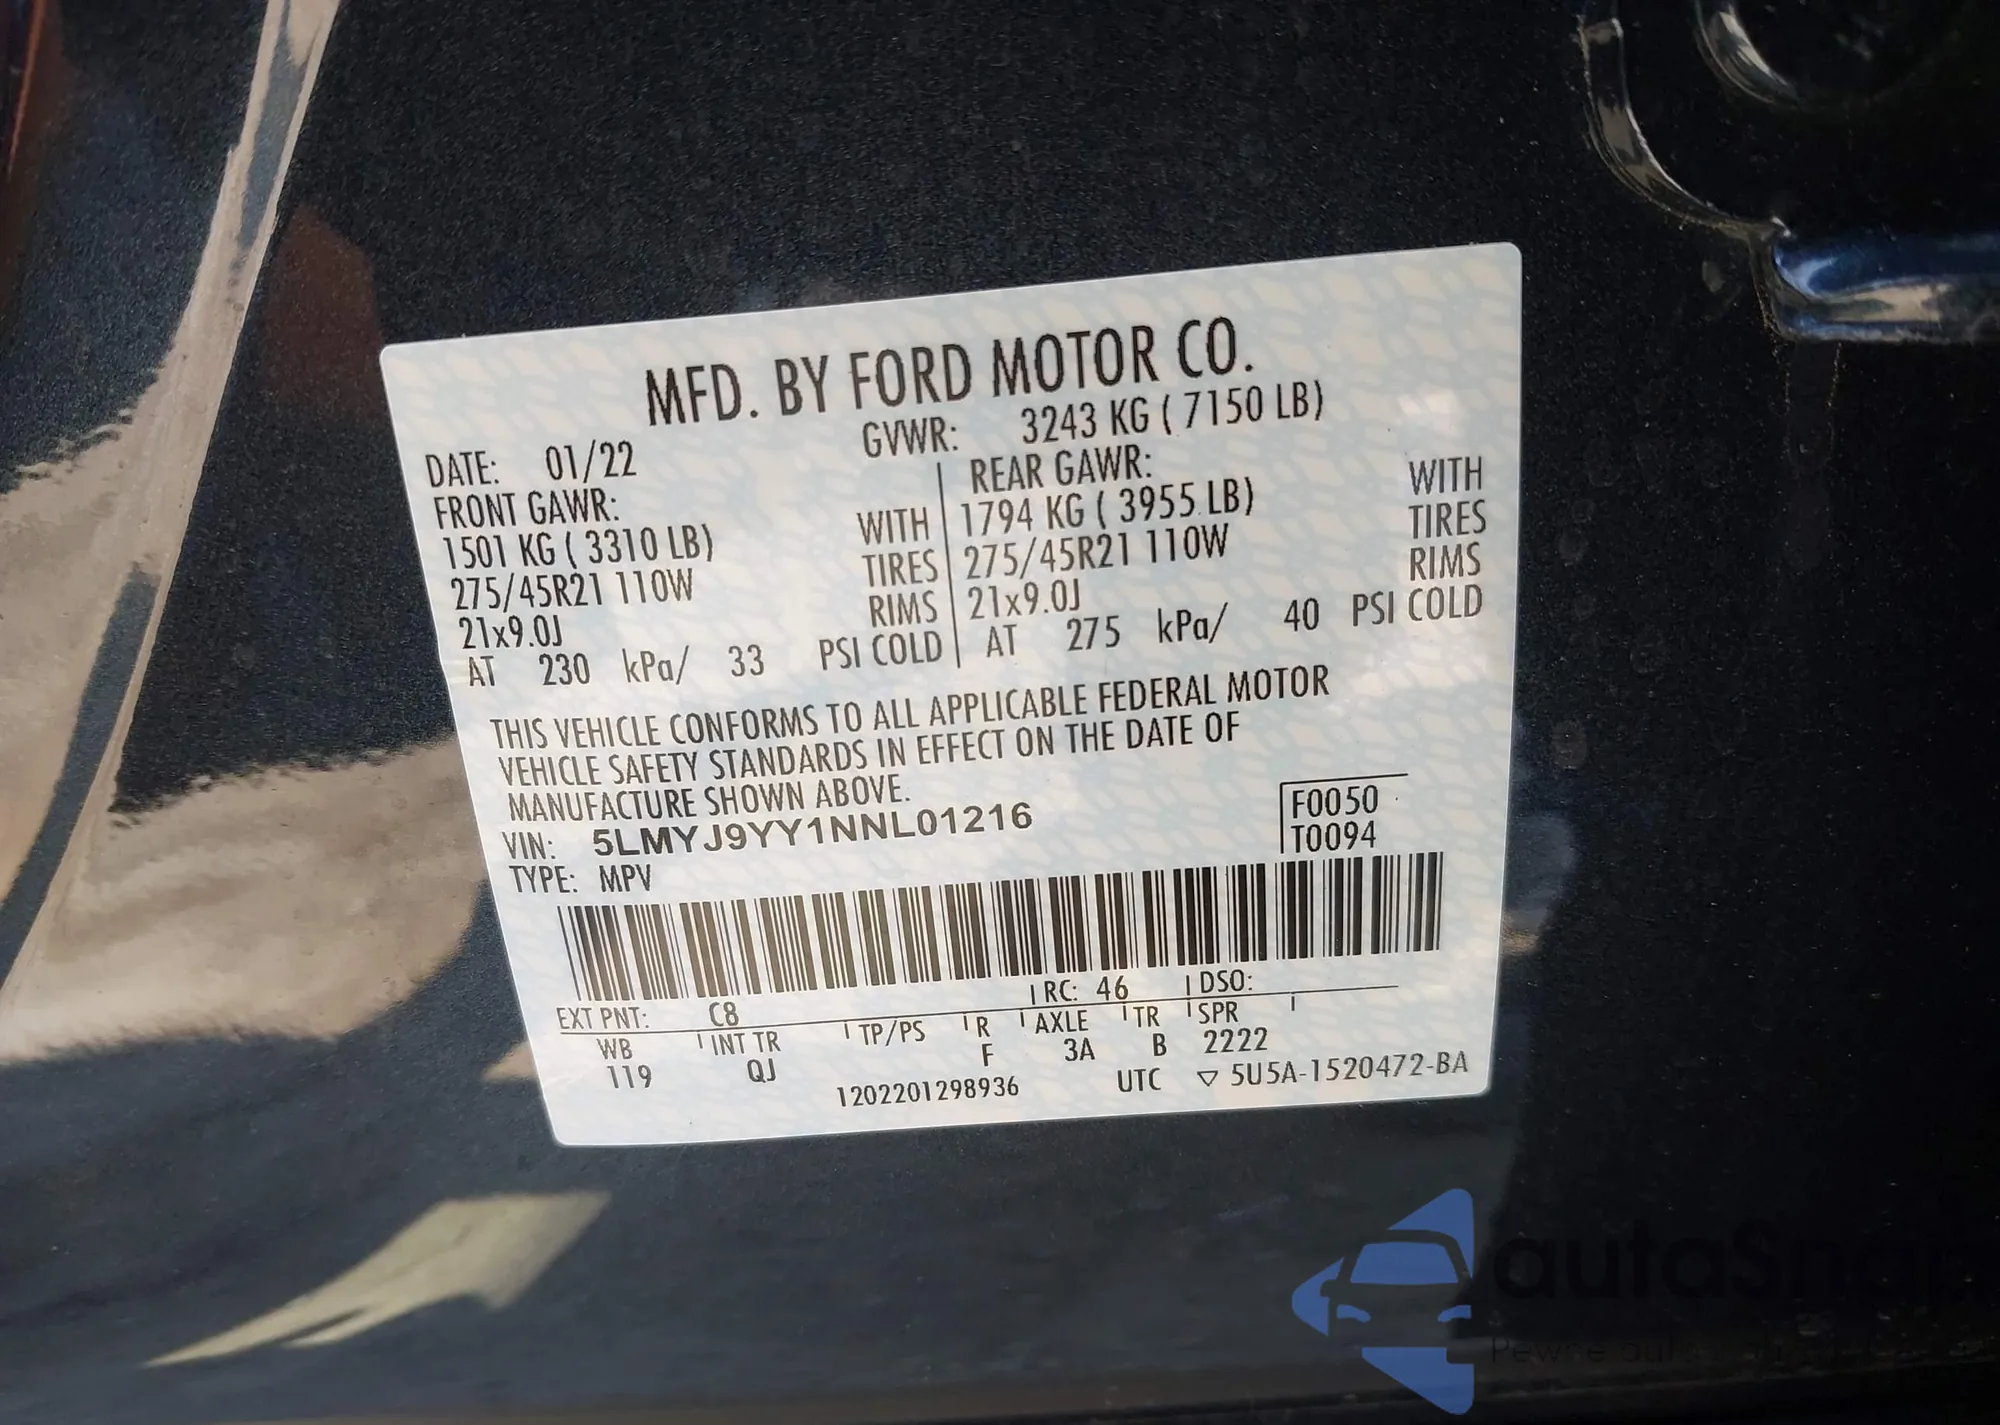 MFD. BY FORD MOTOR CO.
DATE: 01/22 GVWR: 3243 KG ( 7150 LB)
FRONT GAWR: REAR GAWR:
1501 KG ( 3310 LB) WITH 1794 KG ( 3955 LB) WITH
275/45R21 110W TIRES 275/45R21 110W TIRES
21x9.0J RIMS 21x9.0J RIMS
AT 230 kPa/ 33 PSI COLD AT 275 kPa/ 40 PSI COLD
THIS VEHICLE CONFORMS TO ALL APPLICABLE FEDERAL MOTOR
VEHICLE SAFETY STANDARDS IN EFFECT ON THE DATE OF
MANUFACTURE SHOWN ABOVE.
VIN: 5LMYJ9YY1NNL01216 F0050
TYPE: MPV T0094
EXT PNT: C8 RC: 46 DSO:
WB INT TR TP/PS R AXLE TR SPR
119 QJ F 3A B 2222
1202201298936 UTC ▽ 5U5A-1520472-BA